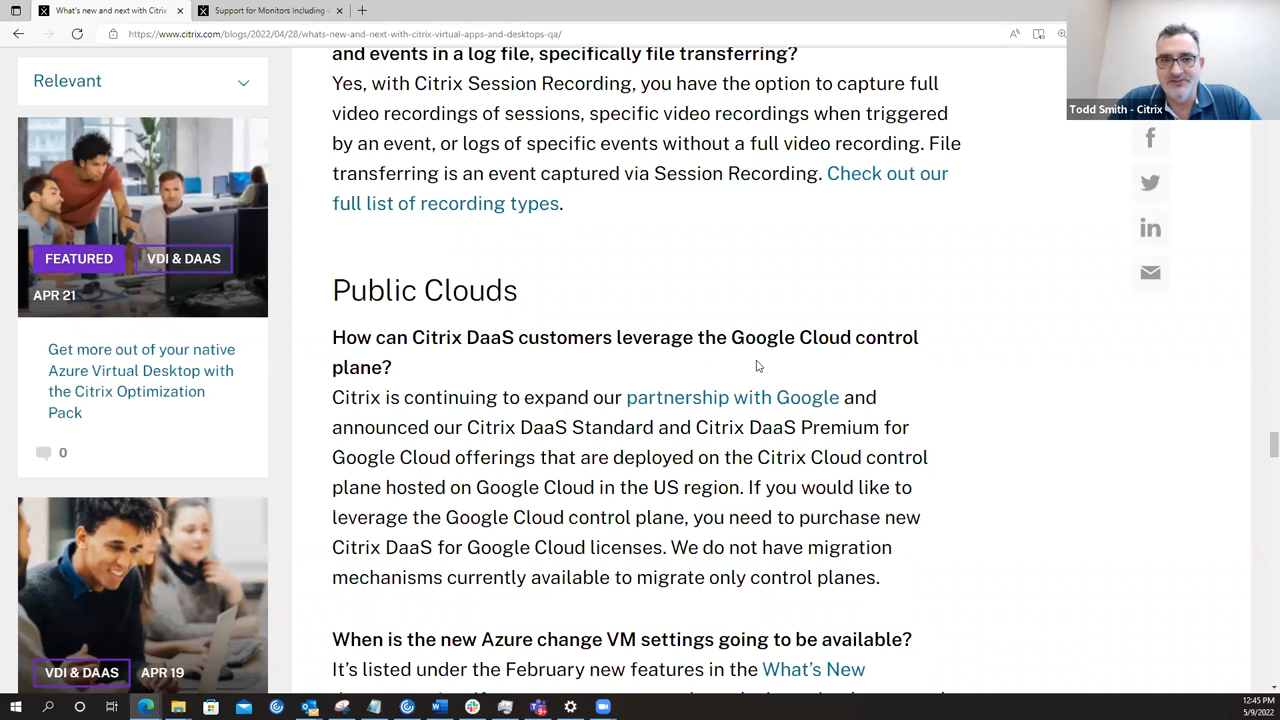 What's new and next with Citrix
Support for Monitors Including -
https://www.citrix.com/blogs/2022/04/28/whats-new-and-next-with-citrix-virtual-apps-and-desktops-qa/
Todd Smith - Citrix
Relevant
FEATURED
VDI & DAAS
APR 21
Get more out of your native
Azure Virtual Desktop with
the Citrix Optimization
Pack
0
VDI & DAAS
APR 19
and events in a log file, specifically file transferring?
Yes, with Citrix Session Recording, you have the option to capture full
video recordings of sessions, specific video recordings when triggered
by an event, or logs of specific events without a full video recording. File
transferring is an event captured via Session Recording. Check out our
full list of recording types.
Public Clouds
How can Citrix DaaS customers leverage the Google Cloud control
plane?
Citrix is continuing to expand our partnership with Google and
announced our Citrix DaaS Standard and Citrix DaaS Premium for
Google Cloud offerings that are deployed on the Citrix Cloud control
plane hosted on Google Cloud in the US region. If you would like to
leverage the Google Cloud control plane, you need to purchase new
Citrix DaaS for Google Cloud licenses. We do not have migration
mechanisms currently available to migrate only control planes.
When is the new Azure change VM settings going to be available?
It's listed under the February new features in the What's New
12:45 PM
5/9/2022